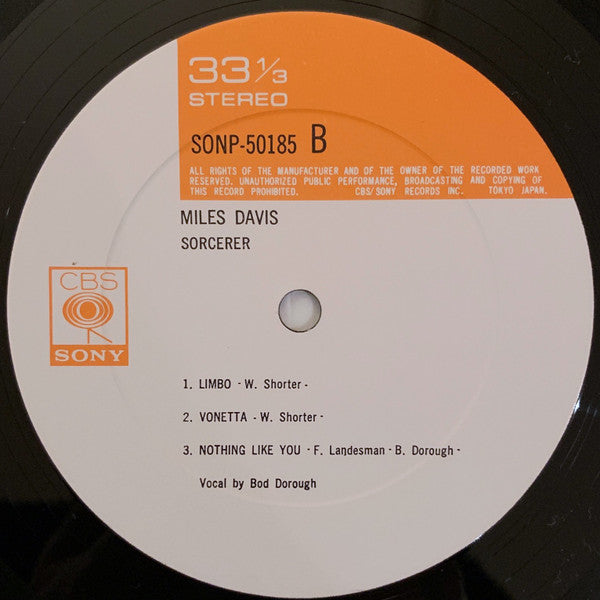 33 1/3
STEREO
SONP-50185 B
ALL RIGHTS OF THE MANUFACTURER AND OF THE OWNER OF THE RECORDED WORK
RESERVED. UNAUTHORIZED PUBLIC PERFORMANCE, BROADCASTING AND COPYING OF
THIS RECORD PROHIBITED. CBS/SONY RECORDS INC. TOKYO JAPAN.
MILES DAVIS
SORCERER
CBS
SONY
1. LIMBO - W. Shorter -
2. VONETTA - W. Shorter -
3. NOTHING LIKE YOU - F. Landesman - B. Dorough -
Vocal by Bod Dorough